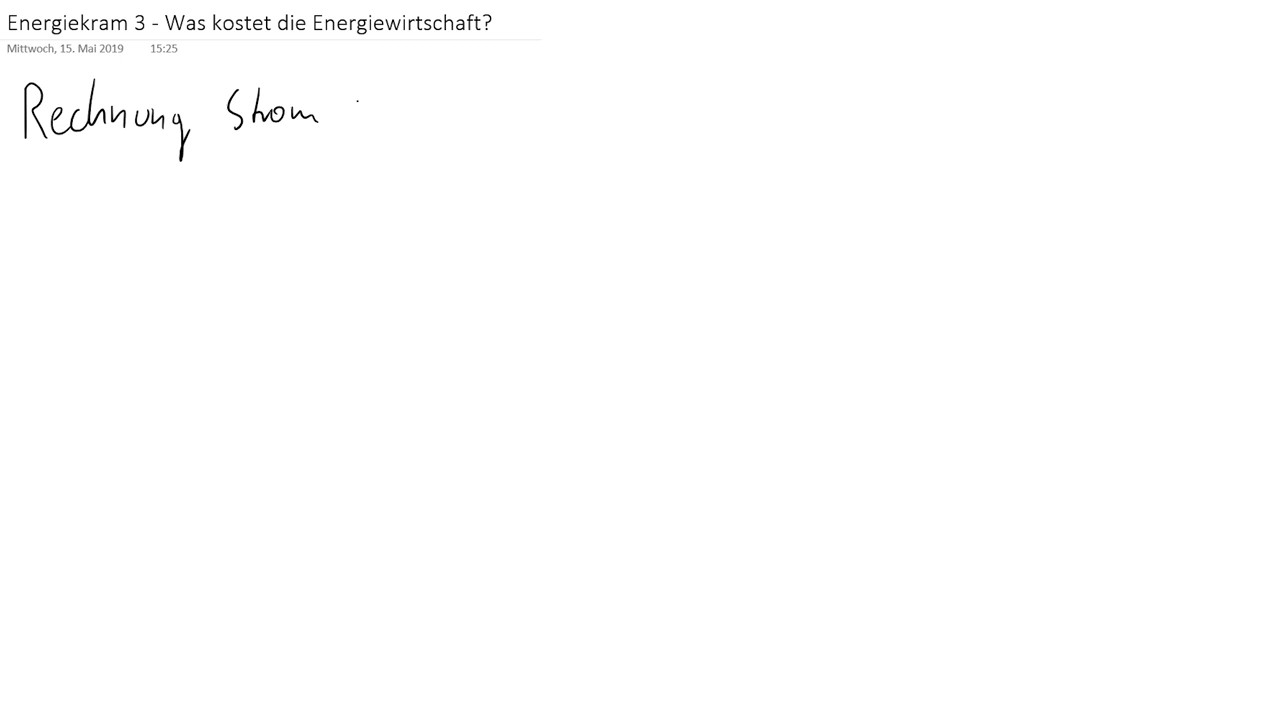 Energiekram 3 - Was kostet die Energiewirtschaft?
Mittwoch, 15. Mai 2019 15:25
Rechnung Strom